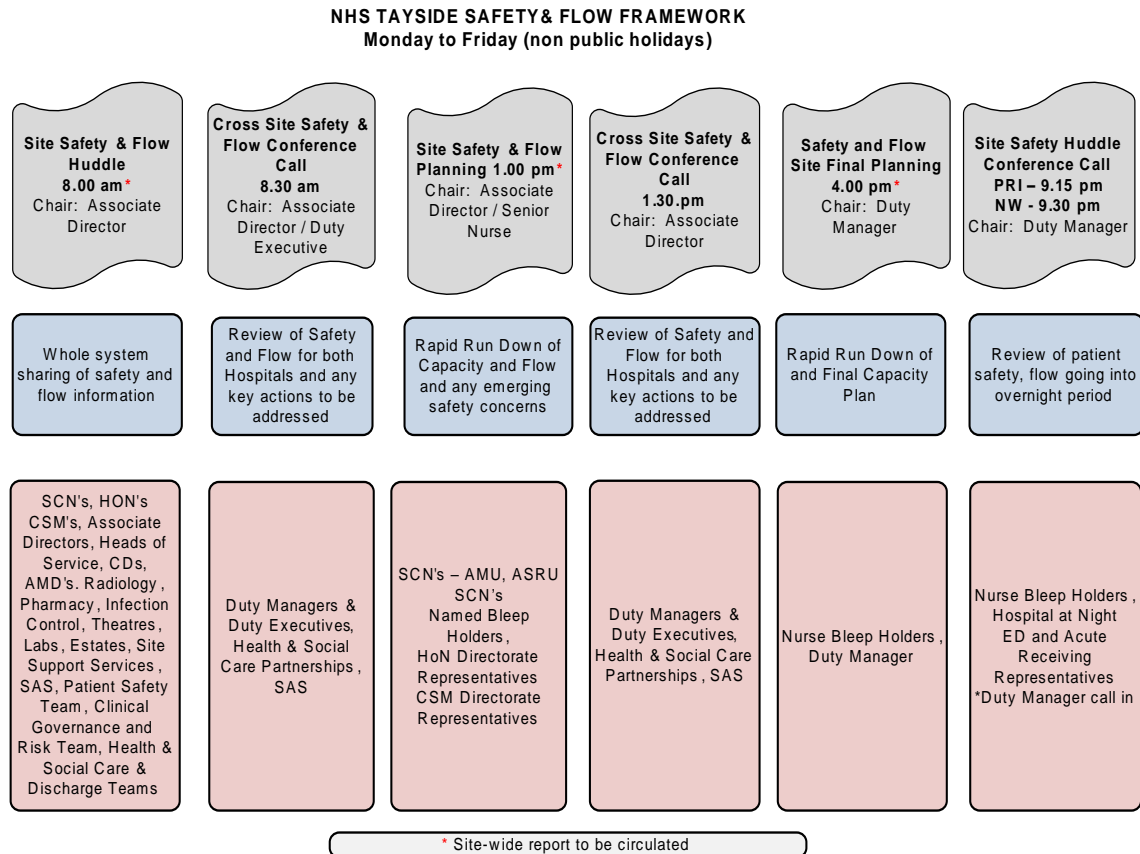 NHS TAYSIDE SAFETY& FLOW FRAMEWORK
Monday to Friday (non public holidays)
Site Safety & Flow
Huddle
8.00 am*
Chair: Associate
Director
Cross Site Safety &
Flow Conference
Call
8.30 am
Chair: Associate
Director / Duty
Executive
Site Safety & Flow
Planning 1.00 pm*
Chair: Associate
Director / Senior
Nurse
Cross Site Safety &
Flow Conference
Call
1.30.pm
Chair: Associate
Director
Safety and Flow
Site Final Planning
4.00 pm*
Chair: Duty
Manager
Site Safety Huddle
Conference Call
PRI – 9.15 pm
NW - 9.30 pm
Chair: Duty Manager
Whole system
sharing of safety and
flow information
Review of Safety
and Flow for both
Hospitals and any
key actions to be
addressed
Rapid Run Down of
Capacity and Flow
and any emerging
safety concerns
Review of Safety and
Flow for both
Hospitals and any
key actions to be
addressed
Rapid Run Down of
and Final Capacity
Plan
Review of patient
safety, flow going into
overnight period
SCN's, HON's
CSM's, Associate
Directors, Heads of
Service, CDs,
AMD's. Radiology,
Pharmacy, Infection
Control, Theatres,
Labs, Estates, Site
Support Services,
SAS, Patient Safety
Team, Clinical
Governance and
Risk Team, Health &
Social Care &
Discharge Teams
Duty Managers &
Duty Executives,
Health & Social
Care Partnerships,
SAS
SCN's – AMU, ASRU
SCN's
Named Bleep
Holders,
HoN Directorate
Representatives
CSM Directorate
Representatives
Duty Managers &
Duty Executives,
Health & Social Care
Partnerships, SAS
Nurse Bleep Holders,
Duty Manager
Nurse Bleep Holders,
Hospital at Night
ED and Acute
Receiving
Representatives
*Duty Manager call in
* Site-wide report to be circulated